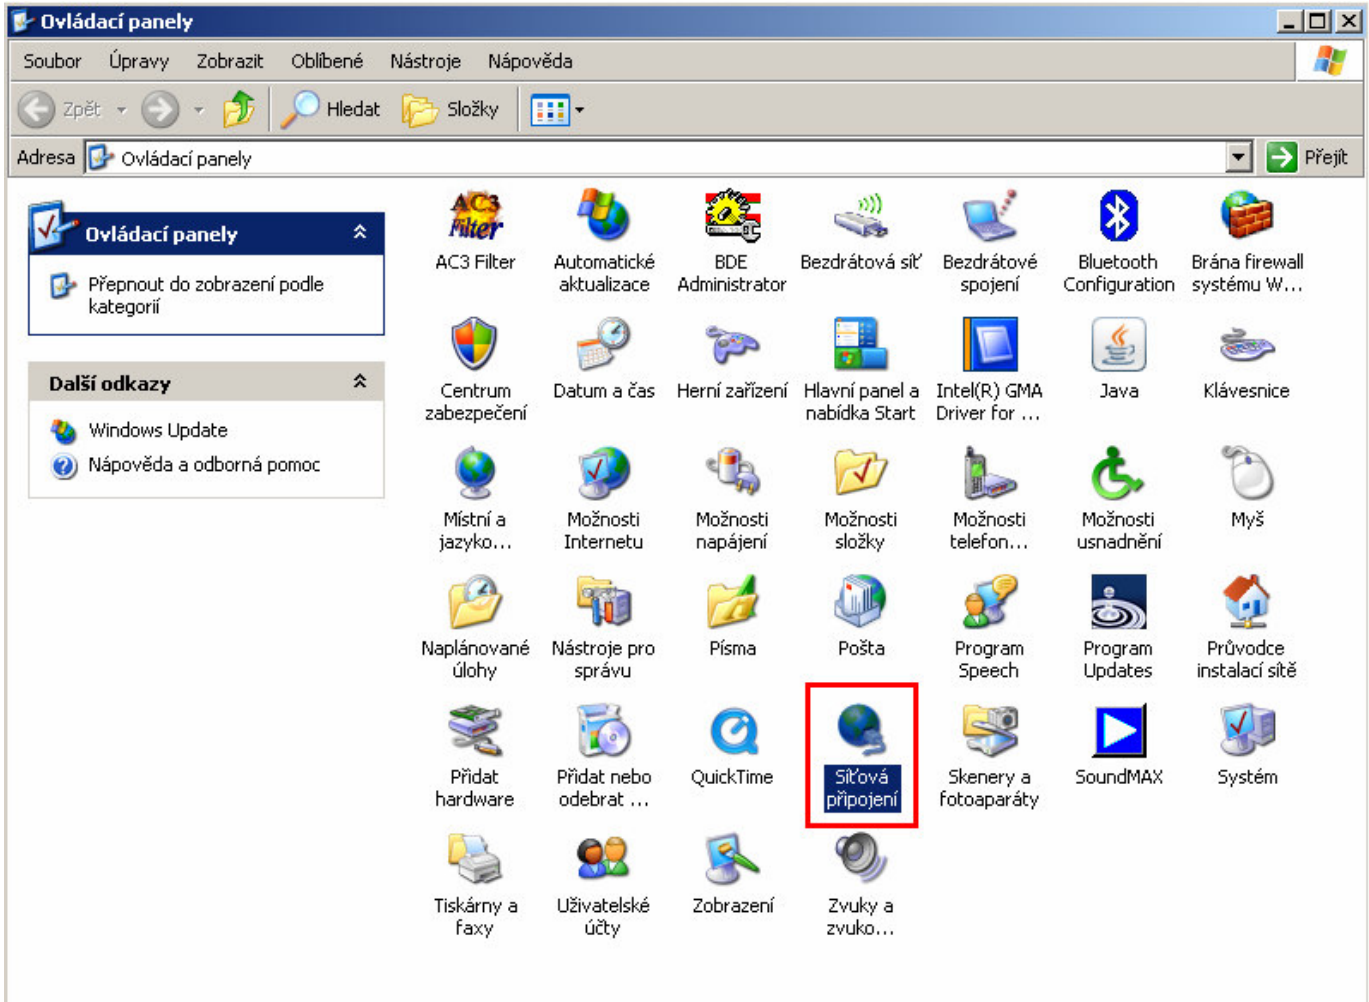 Ovládací panely
Soubor Úpravy Zobrazit Oblíbené Nástroje Nápověda
Zpět Hledat Složky
Adresa Ovládací panely Přejít
Ovládací panely
Přepnout do zobrazení podle
kategorií
Další odkazy
Windows Update
Nápověda a odborná pomoc
AC3 Filter
AC3 Filter
Automatické
aktualizace
BDE
Administrator
Bezdrátová síť
Bezdrátové
spojení
Bluetooth
Configuration
Brána firewall
systému W...
Centrum
zabezpečení
Datum a čas
Herní zařízení
Hlavní panel a
nabídka Start
Intel(R) GMA
Driver for ...
Java
Klávesnice
Místní a
jazyko...
Možnosti
Internetu
Možnosti
napájení
Možnosti
složky
Možnosti
telefon...
Možnosti
usnadnění
Myš
Naplánované
úlohy
Nástroje pro
správu
Písma
Pošta
Program
Speech
Program
Updates
Průvodce
instalací sítě
Přidat
hardware
Přidat nebo
odebrat ...
QuickTime
Síťová
připojení
Skenery a
fotoaparáty
SoundMAX
Systém
Tiskárny a
faxy
Uživatelské
účty
Zobrazení
Zvuky a
zvuko...